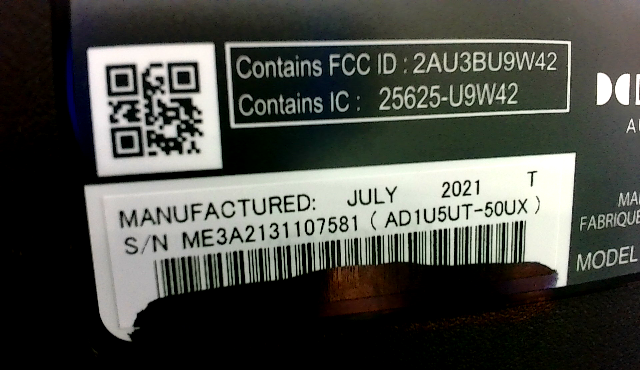 Contains FCC ID : 2AU3BU9W42
Contains IC : 25625-U9W42
MANUFACTURED: JULY 2021 T
S/N ME3A2131107581 ( AD1U5UT-50UX )
MODEL